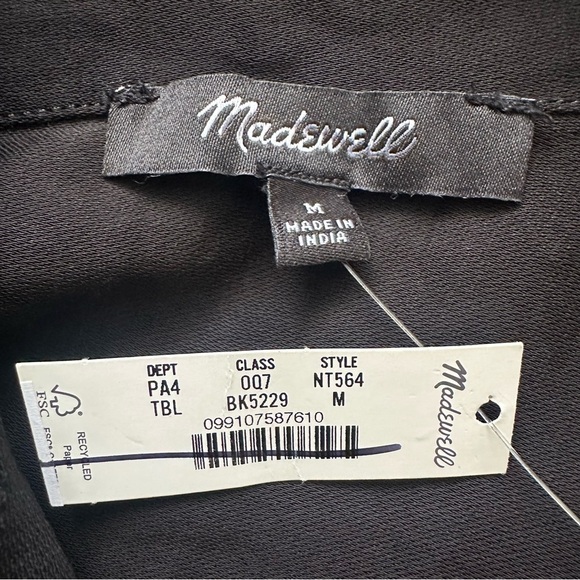 Madewell
M
MADE IN
INDIA
DEPT CLASS STYLE
PA4 0Q7 NT564
TBL BK5229 M
099107587610
Madewell
FSC
RECYCLED
Paper